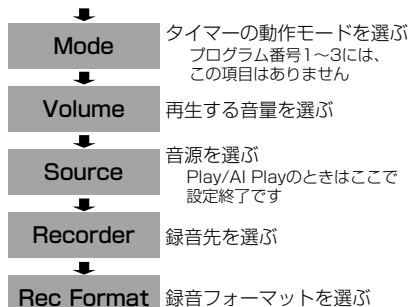 Mode
タイマーの動作モードを選ぶ
プログラム番号1〜3には、
この項目はありません
Volume
再生する音量を選ぶ
Source
音源を選ぶ
Play/AI Playのときはここで
設定終了です
Recorder
録音先を選ぶ
Rec Format
録音フォーマットを選ぶ